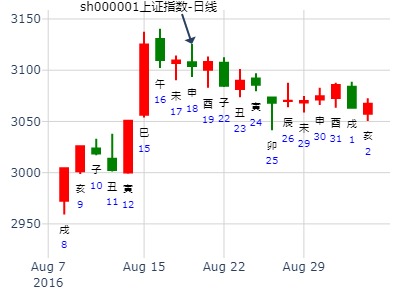 sh000001上证指数-日线
3150
3100
3050
3000
2950
戌
8
亥
9
子
10
丑
11
寅
12
巳
15
午
16
未
17
申
18
酉
19
子
22
丑
23
寅
24
卯
25
辰
26
未
29
申
30
酉
31
戌
1
亥
2
Aug 7
2016
Aug 15
Aug 22
Aug 29